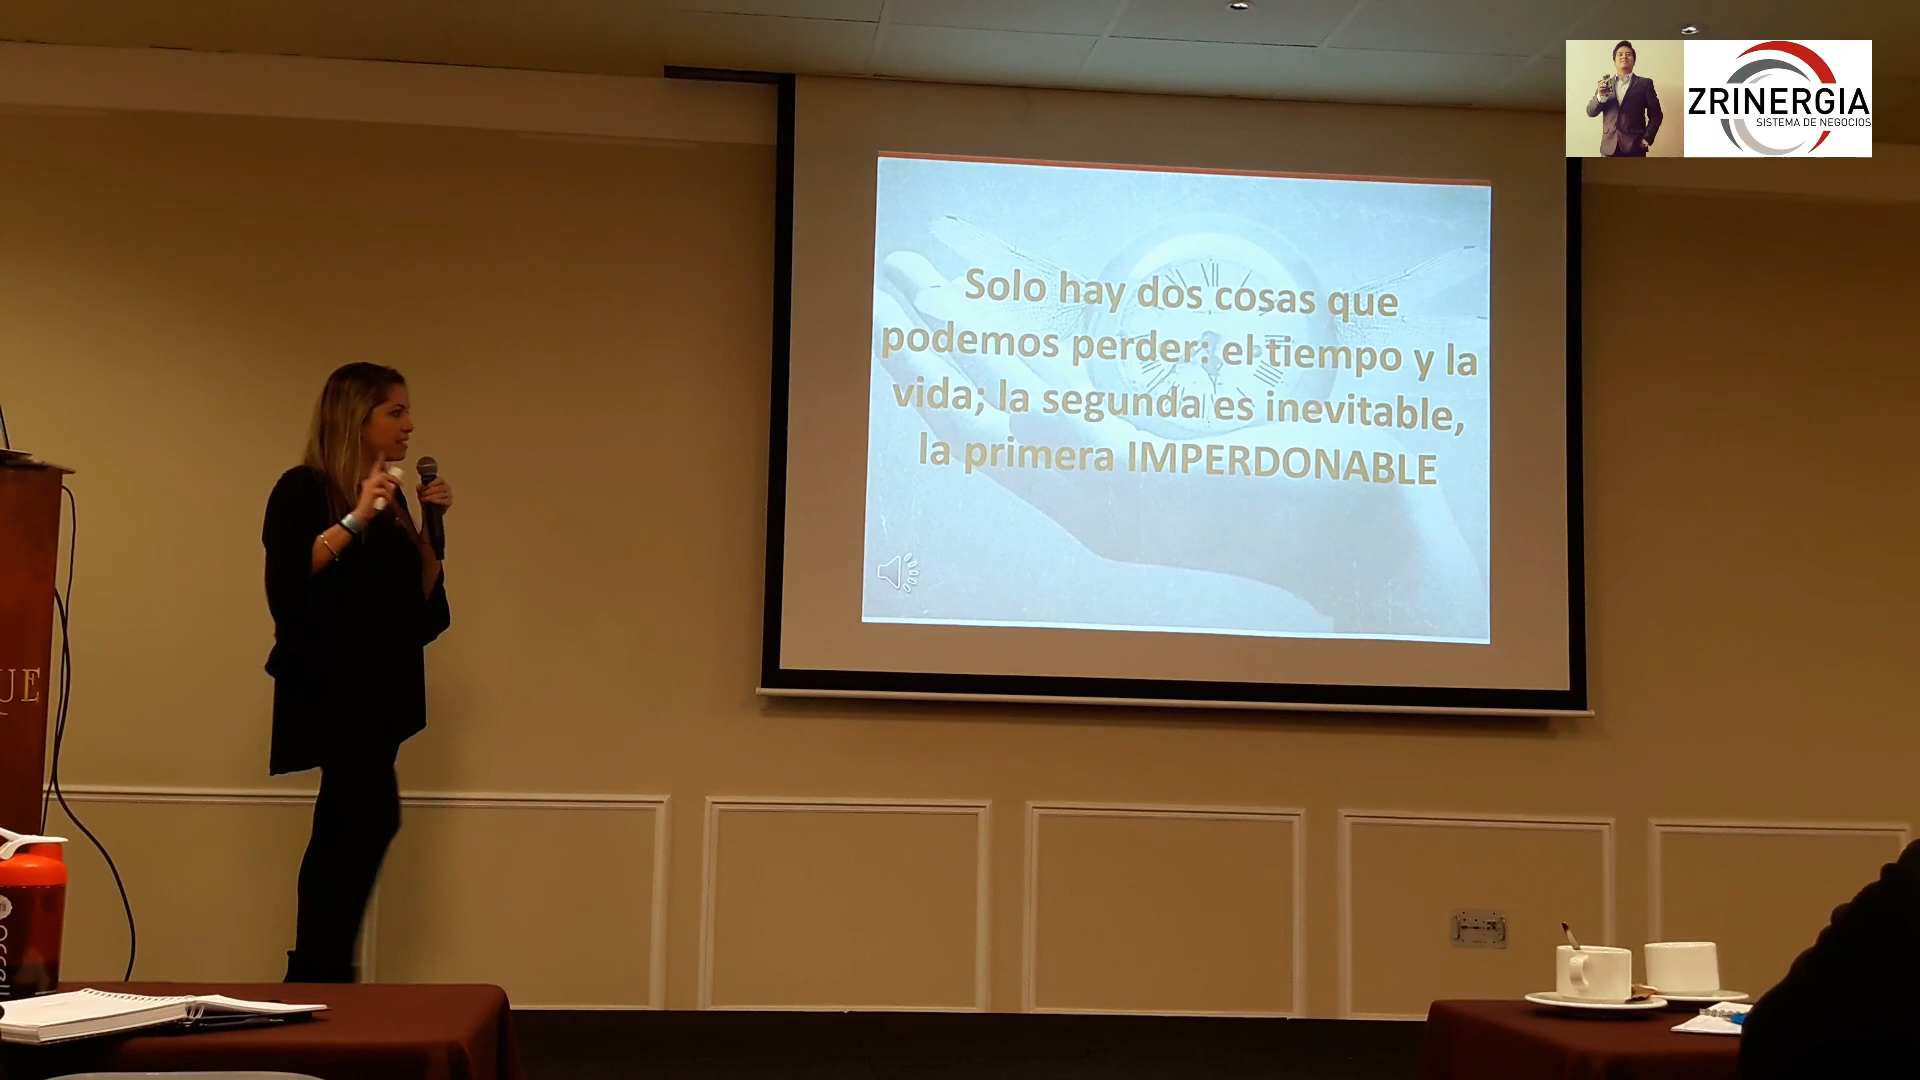 ZRINERGIA
SISTEMA DE NEGOCIOS
Solo hay dos cosas que
podemos perder: el tiempo y la
vida; la segunda es inevitable,
la primera IMPERDONABLE
UE